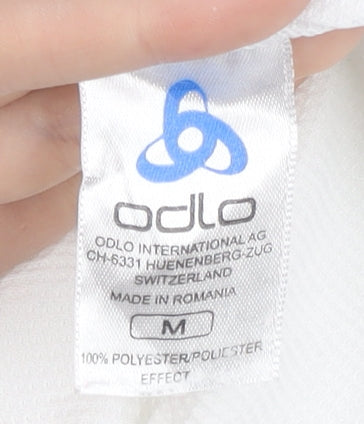 odlo
ODLO INTERNATIONAL AG
CH-6331 HUENENBERG-ZUG
SWITZERLAND
MADE IN ROMANIA
M
100% POLYESTER/POLIESTER
EFFECT